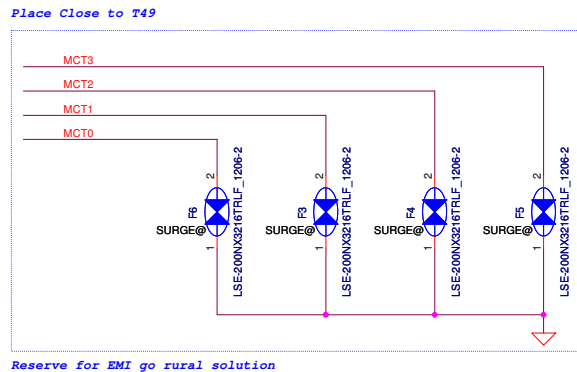 Place Close to T49
MCT3
MCT2
MCT1
MCT0
2
F6
SURGE@
1
LSE-200NX3216TRLF_1206-2
2
F3
SURGE@
1
LSE-200NX3216TRLF_1206-2
2
F4
SURGE@
1
LSE-200NX3216TRLF_1206-2
2
F5
SURGE@
1
LSE-200NX3216TRLF_1206-2
Reserve for EMI go rural solution